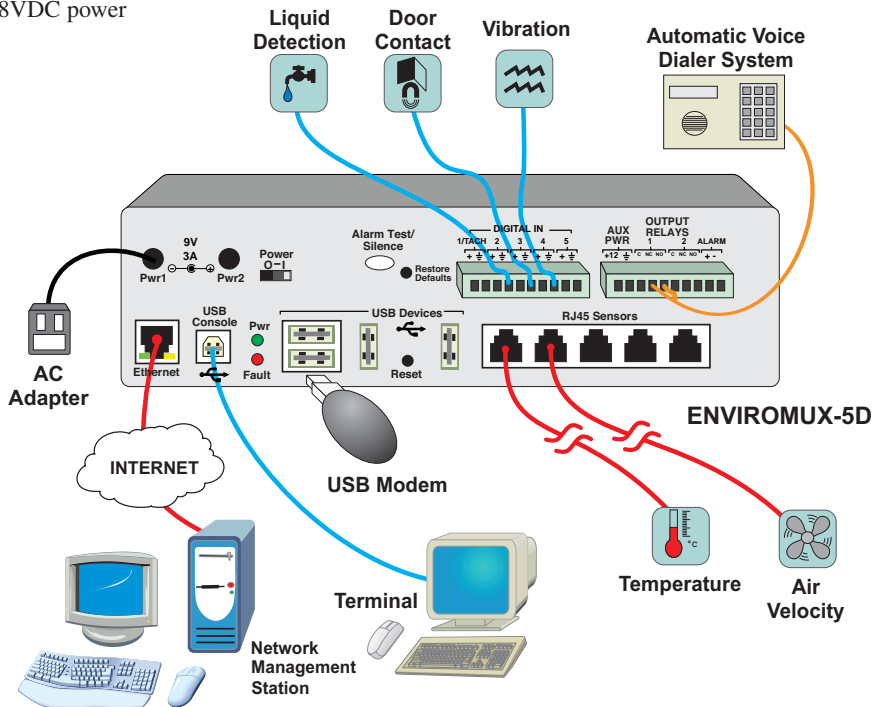 8VDC power
Liquid
Detection
Door
Contact
Vibration
Automatic Voice
Dialer System
DIGITAL IN
1/TACH 2 3 4 5
+ ⏚ + ⏚ + ⏚ + ⏚ + ⏚
AUX
PWR
+12 ⏚
OUTPUT
RELAYS
1 2 ALARM
C NC NO C NC NO + -
Alarm Test/
Silence
Restore
Defaults
9V
3A
Pwr1
Pwr2
Power
O – I
USB
Console
Pwr
Fault
USB Devices
Reset
RJ45 Sensors
Ethernet
AC
Adapter
ENVIROMUX-5D
INTERNET
USB Modem
°C
Temperature
Air
Velocity
Terminal
Network
Management
Station